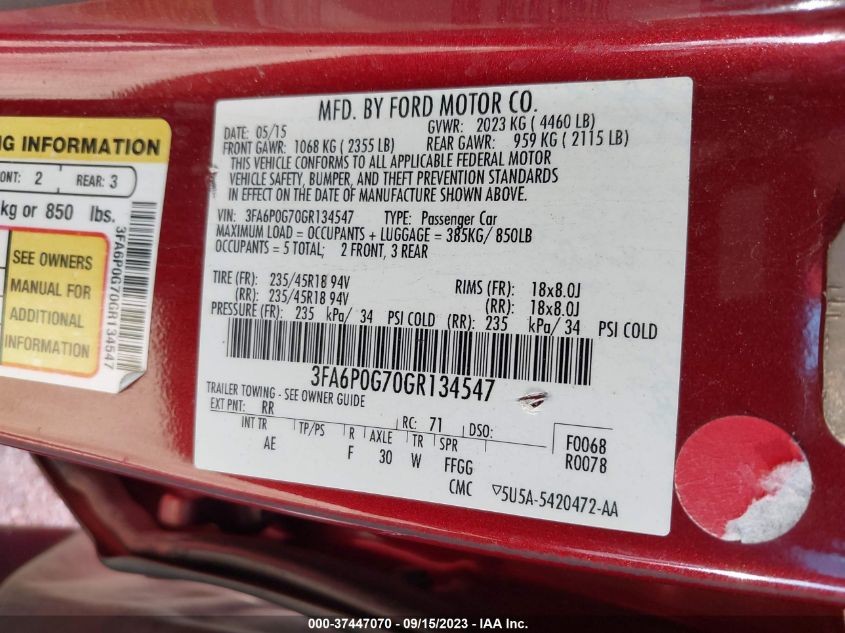 NG INFORMATION
ONT: 2 REAR: 3
kg or 850 lbs.
SEE OWNERS
MANUAL FOR
ADDITIONAL
INFORMATION
3FA6P0G70GR134547
MFD. BY FORD MOTOR CO.
DATE: 05/15 GVWR: 2023 KG ( 4460 LB)
FRONT GAWR: 1068 KG ( 2355 LB) REAR GAWR: 959 KG ( 2115 LB)
THIS VEHICLE CONFORMS TO ALL APPLICABLE FEDERAL MOTOR
VEHICLE SAFETY, BUMPER, AND THEFT PREVENTION STANDARDS
IN EFFECT ON THE DATE OF MANUFACTURE SHOWN ABOVE.
VIN: 3FA6P0G70GR134547 TYPE: Passenger Car
MAXIMUM LOAD = OCCUPANTS + LUGGAGE = 385KG/ 850LB
OCCUPANTS = 5 TOTAL; 2 FRONT, 3 REAR
TIRE (FR): 235/45R18 94V RIMS (FR): 18x8.0J
(RR): 235/45R18 94V (RR): 18x8.0J
PRESSURE (FR): 235 kPa/ 34 PSI COLD (RR): 235 kPa/ 34 PSI COLD
3FA6P0G70GR134547
TRAILER TOWING - SEE OWNER GUIDE
EXT PNT: RR RC: 71 DSO: F0068
INT TR TP/PS R AXLE TR SPR R0078
AE F 30 W FFGG
CMC ▽5U5A-5420472-AA
000-37447070 - 09/15/2023 - IAA Inc.